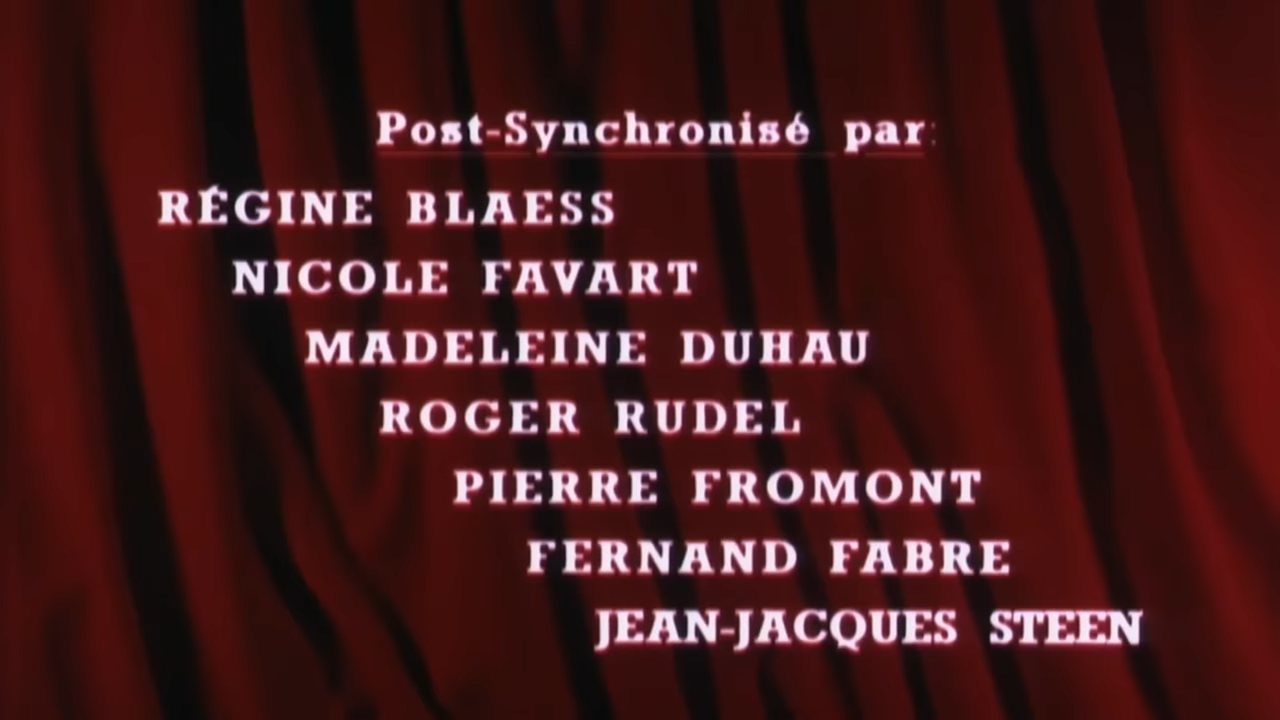 Post-Synchronisé par:
RÉGINE BLAESS
NICOLE FAVART
MADELEINE DUHAU
ROGER RUDEL
PIERRE FROMONT
FERNAND FABRE
JEAN-JACQUES STEEN